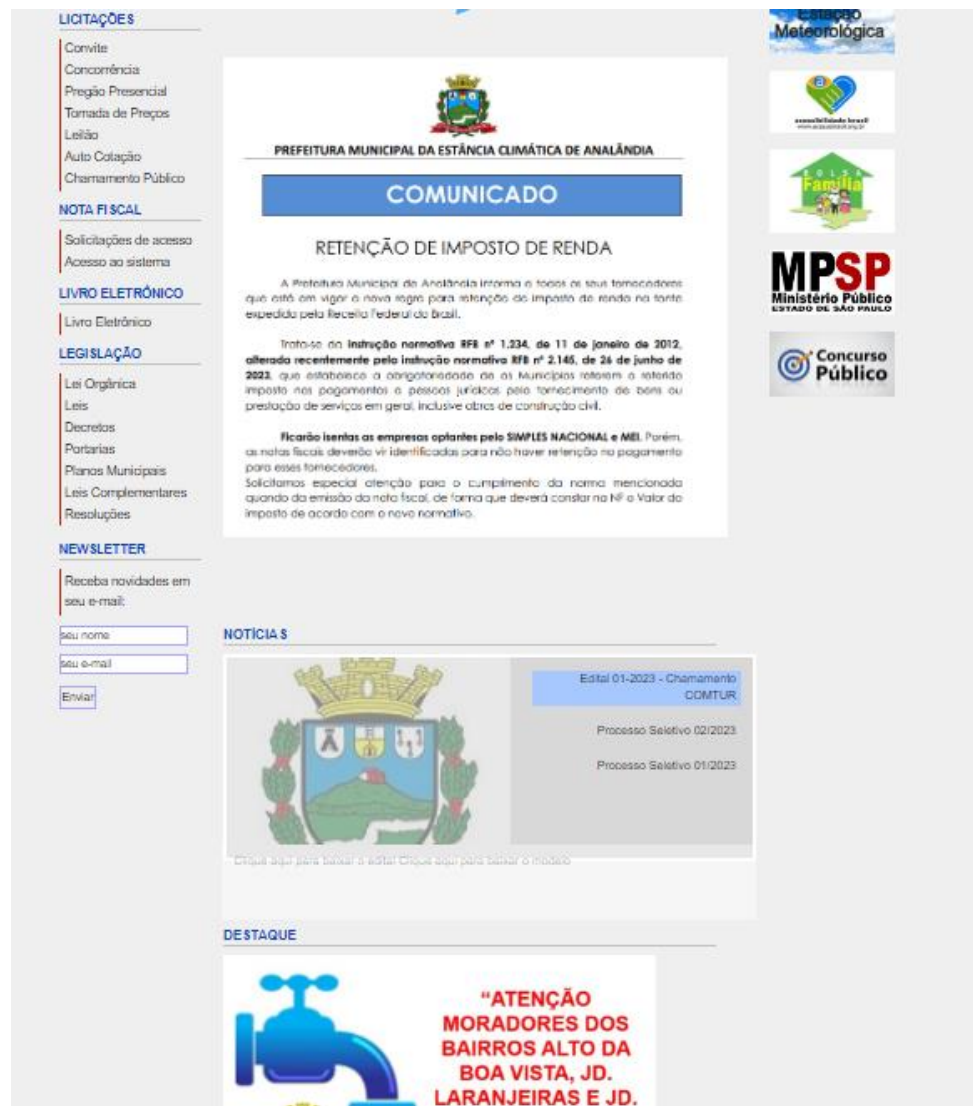 LICITAÇÕES
Convite
Concorrência
Pregão Presencial
Tomada de Preços
Leilão
Auto Cotação
Chamamento Público
NOTA FISCAL
Solicitações de acesso
Acesso ao sistema
LIVRO ELETRÔNICO
Livro Eletrônico
LEGISLAÇÃO
Lei Orgânica
Leis
Decretos
Portarias
Planos Municipais
Leis Complementares
Resoluções
NEWSLETTER
Receba novidades em
seu e-mail:
seu nome
seu e-mail
Enviar
PREFEITURA MUNICIPAL DA ESTÂNCIA CLIMÁTICA DE ANALÂNDIA
COMUNICADO
RETENÇÃO DE IMPOSTO DE RENDA
A Prefeitura Municipal de Analândia informa a todos os seus fornecedores
que está em vigor a nova regra para retenção do imposto de renda na fonte
expedida pela Receita Federal do Brasil.
Trata-se da instrução normativa RFB nº 1.234, de 11 de janeiro de 2012,
alterada recentemente pela instrução normativa RFB nº 2.145, de 26 de junho de
2023, que estabelece a obrigatoriedade de os Municípios reterem o referido
imposto nos pagamentos a pessoas jurídicas pelo fornecimento de bens ou
prestação de serviços em geral, inclusive obras de construção civil.
Ficarão isentas as empresas optantes pelo SIMPLES NACIONAL e MEI. Porém,
as notas fiscais deverão vir identificadas para não haver retenção no pagamento
para esses fornecedores.
Solicitamos especial atenção para o cumprimento da norma mencionada
quando da emissão da nota fiscal, de forma que deverá constar na NF o Valor do
imposto de acordo com o novo normativo.
NOTÍCIAS
Edital 01-2023 - Chamamento
COMTUR
Processo Seletivo 02/2023
Processo Seletivo 01/2023
Clique aqui para baixar o edital Clique aqui para baixar o modelo
DESTAQUE
"ATENÇÃO
MORADORES DOS
BAIRROS ALTO DA
BOA VISTA, JD.
LARANJEIRAS E JD.
Estação
Meteorológica
acessibilidade brasil
BOLSA
Família
MPSP
Ministério Público
ESTADO DE SÃO PAULO
Concurso
Público